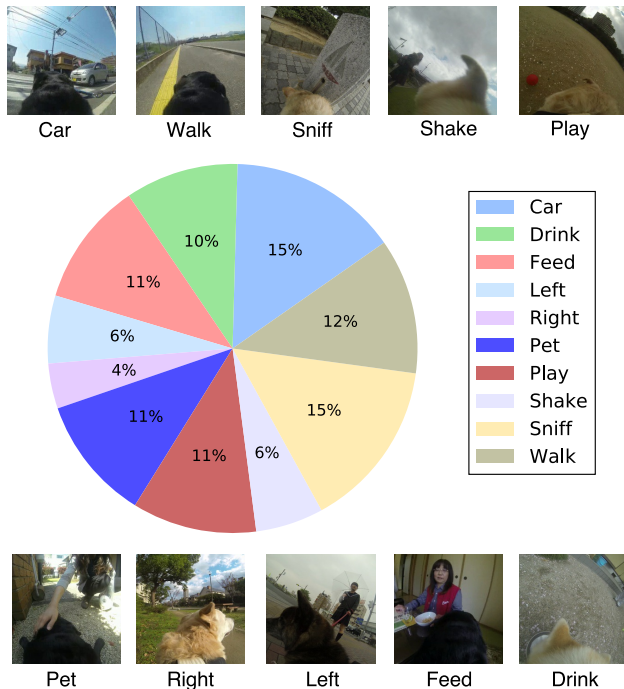 Car Walk Sniff Shake Play
10%
15%
11%
12%
6%
4%
15%
11%
11%
6%
Car
Drink
Feed
Left
Right
Pet
Play
Shake
Sniff
Walk
Pet Right Left Feed Drink